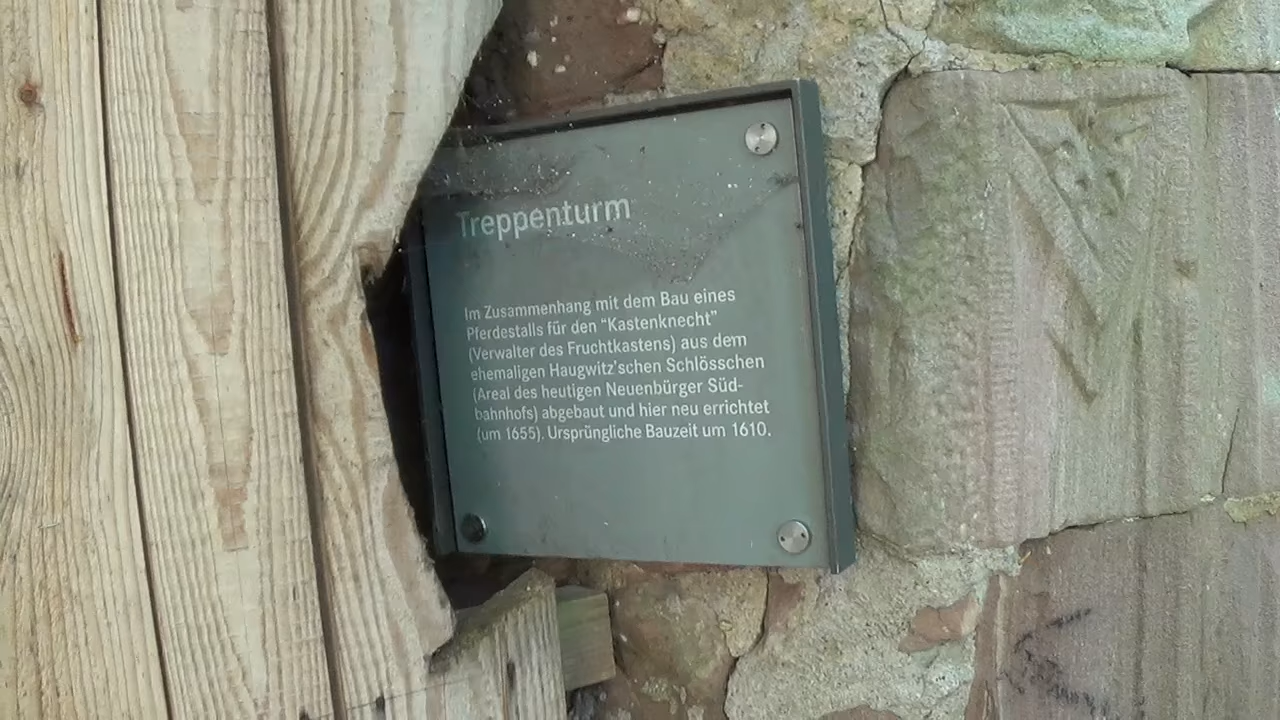 Treppenturm
Im Zusammenhang mit dem Bau eines
Pferdestalls für den "Kastenknecht"
(Verwalter des Fruchtkastens) aus dem
ehemaligen Haugwitz'schen Schlösschen
(Areal des heutigen Neuenbürger Süd-
bahnhofs) abgebaut und hier neu errichtet
(um 1655). Ursprüngliche Bauzeit um 1610.